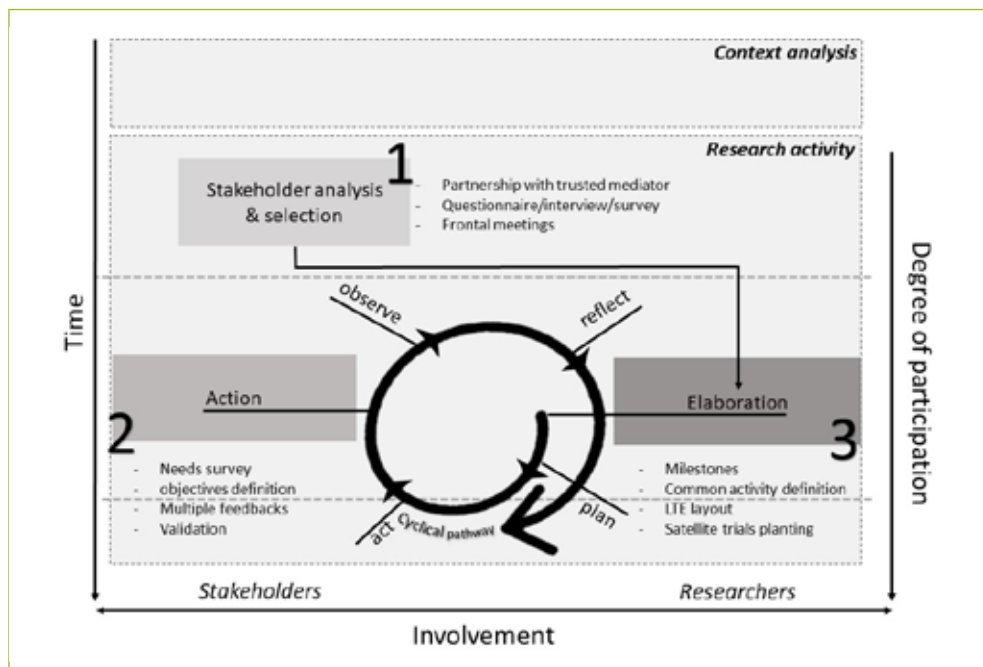 Context analysis
Research activity
1
Stakeholder analysis
& selection
- Partnership with trusted mediator
- Questionnaire/interview/survey
- Frontal meetings
Time
Degree of participation
observe
reflect
Action
Elaboration
2
3
- Needs survey
- objectives definition
- Multiple feedbacks
- Validation
act
cyclical pathway
plan
- Milestones
- Common activity definition
- LTE layout
- Satellite trials planting
Stakeholders
Researchers
Involvement